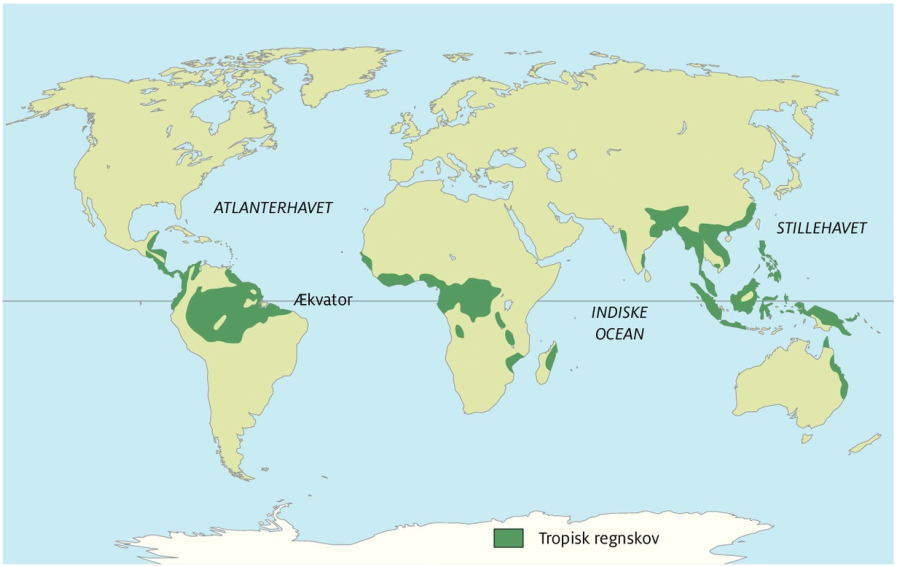 ATLANTERHAVET
STILLEHAVET
Ækvator
INDISKE
OCEAN
Tropisk regnskov